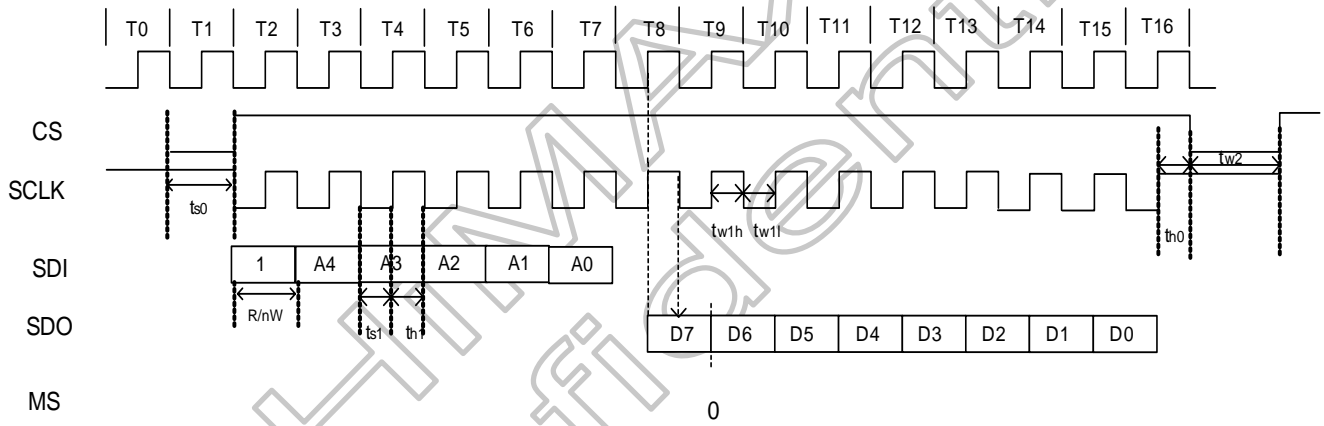 T0 T1 T2 T3 T4 T5 T6 T7 T8 T9 T10 T11 T12 T13 T14 T15 T16
CS
tw2
SCLK
ts0
tw1h tw1l
th0
SDI
1 A4 A3 A2 A1 A0
R/nW
ts1 th1
SDO
D7 D6 D5 D4 D3 D2 D1 D0
MS
0